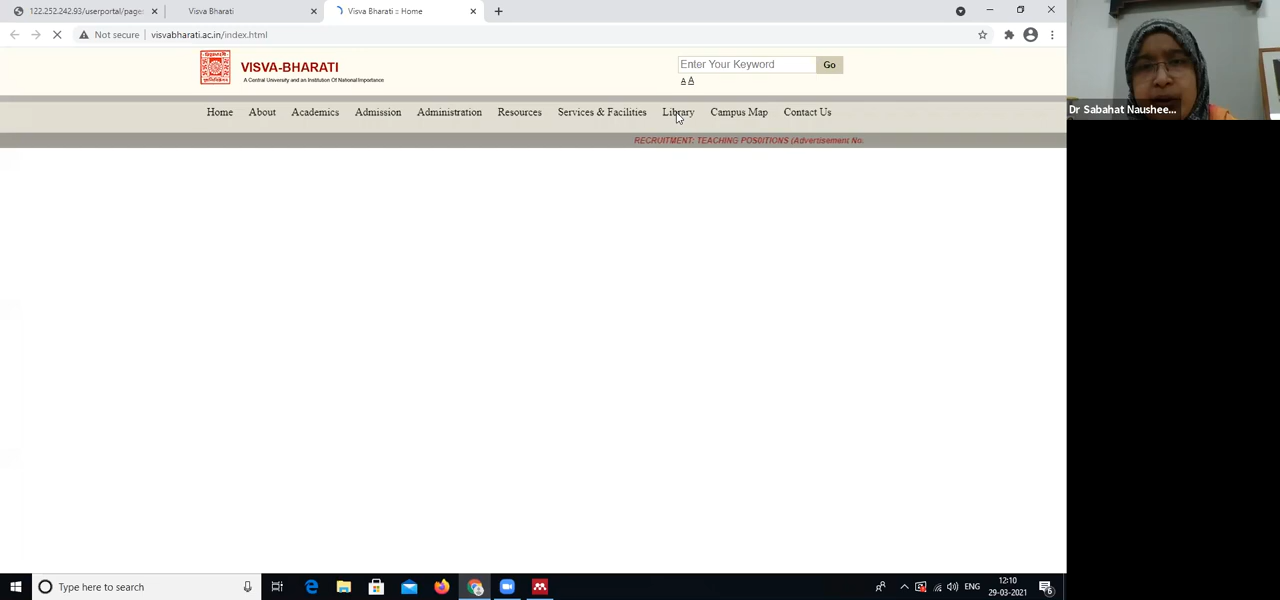 122.252.242.93/userportal/page:
Visva Bharati
Visva Bharati :: Home
Not secure
visvabharati.ac.in/index.html
VISVA-BHARATI
A Central University and an Institution Of National Importance
Enter Your Keyword
Go
A A
Home About Academics Admission Administration Resources Services & Facilities Library Campus Map Contact Us
RECRUITMENT: TEACHING POSDITIONS (Advertisement No.
Dr Sabahat Naushee...
Type here to search
ENG
12:10
29-03-2021
6